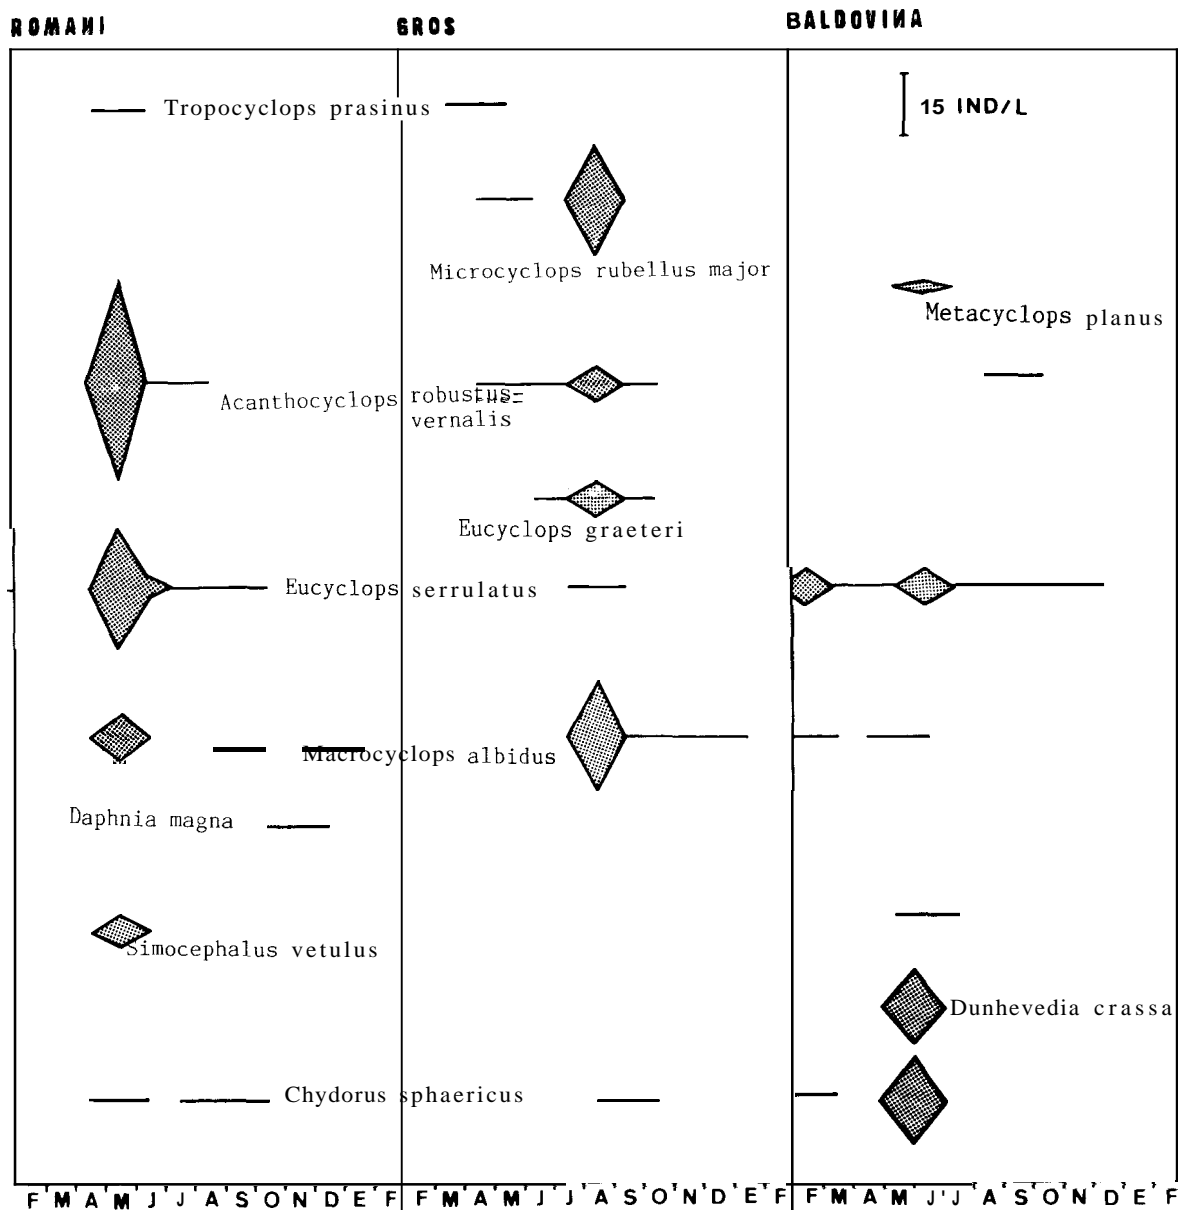 ROMANI GROS BALDOVINA
15 IND/L
Tropocyclops prasinus
Microcyclops rubellus major
Metacyclops planus
Acanthocyclops robustus-
vernalis
Eucyclops graeteri
Eucyclops serrulatus
Macrocyclops albidus
Daphnia magna
Simocephalus vetulus
Dunhevedia crassa
Chydorus sphaericus
F M A M J J A S O N D E F F M A M J J A S O N D E F F M A M J J A S O N D E F